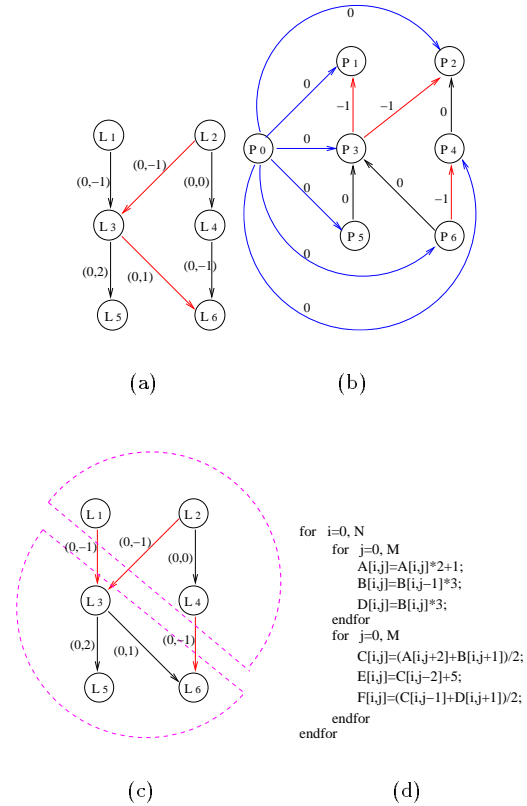 0
P 1
P 2
0
−1
−1
L 1
L 2
0
P 0
0
P 3
P 4
(0,−1)
(0,−1)
(0,0)
0
0
0
−1
L 3
L 4
P 5
P 6
0
(0,2)
(0,1)
(0,−1)
0
L 5
L 6
(a)
(b)
L 1
L 2
(0,−1)
(0,−1)
(0,0)
L 3
L 4
(0,2)
(0,1)
(0,−1)
L 5
L 6
(c)
for i=0, N
for j=0, M
A[i,j]=A[i,j]*2+1;
B[i,j]=B[i,j−1]*3;
D[i,j]=B[i,j]*3;
endfor
for j=0, M
C[i,j]=(A[i,j+2]+B[i,j+1])/2;
E[i,j]=C[i,j−2]+5;
F[i,j]=(C[i,j−1]+D[i,j+1])/2;
endfor
endfor
(d)